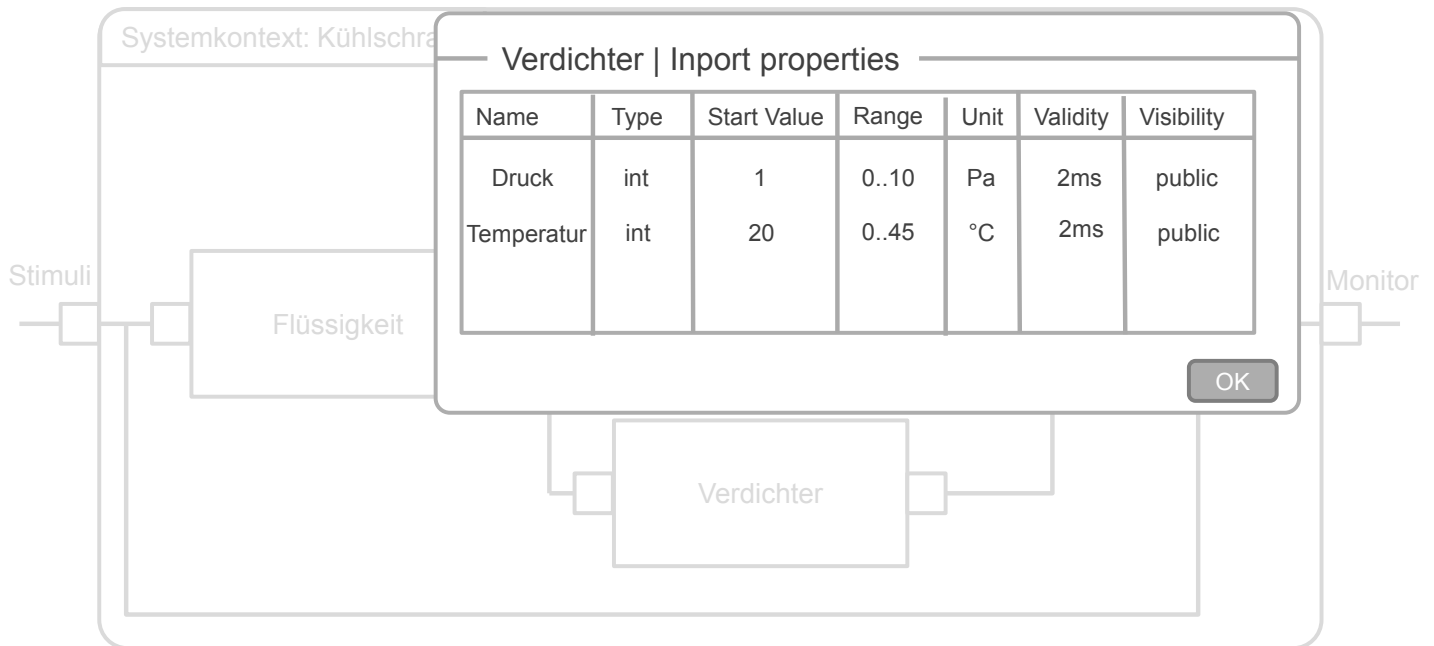 Systemkontext: Kühlschra
Verdichter | Inport properties
Name Type Start Value Range Unit Validity Visibility
Druck int 1 0..10 Pa 2ms public
Temperatur int 20 0..45 °C 2ms public
Stimuli
Monitor
Flüssigkeit
OK
Verdichter